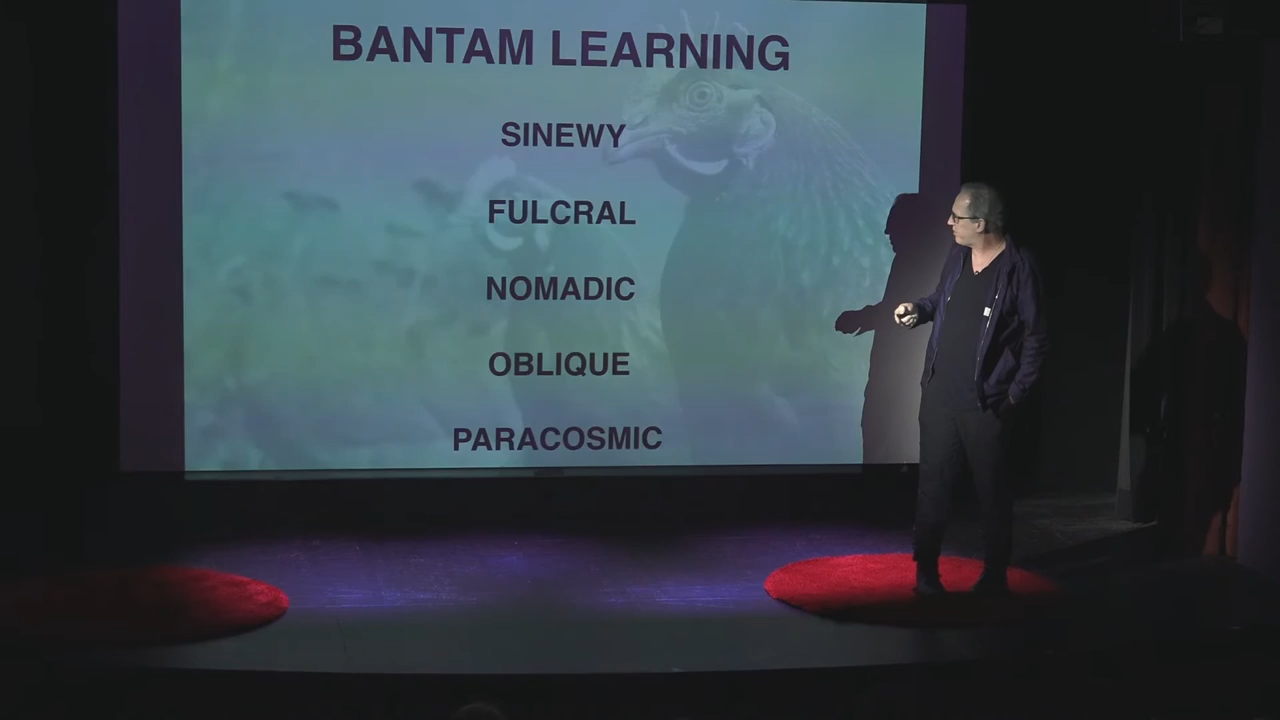 BANTAM LEARNING
SINEWY
FULCRAL
NOMADIC
OBLIQUE
PARACOSMIC